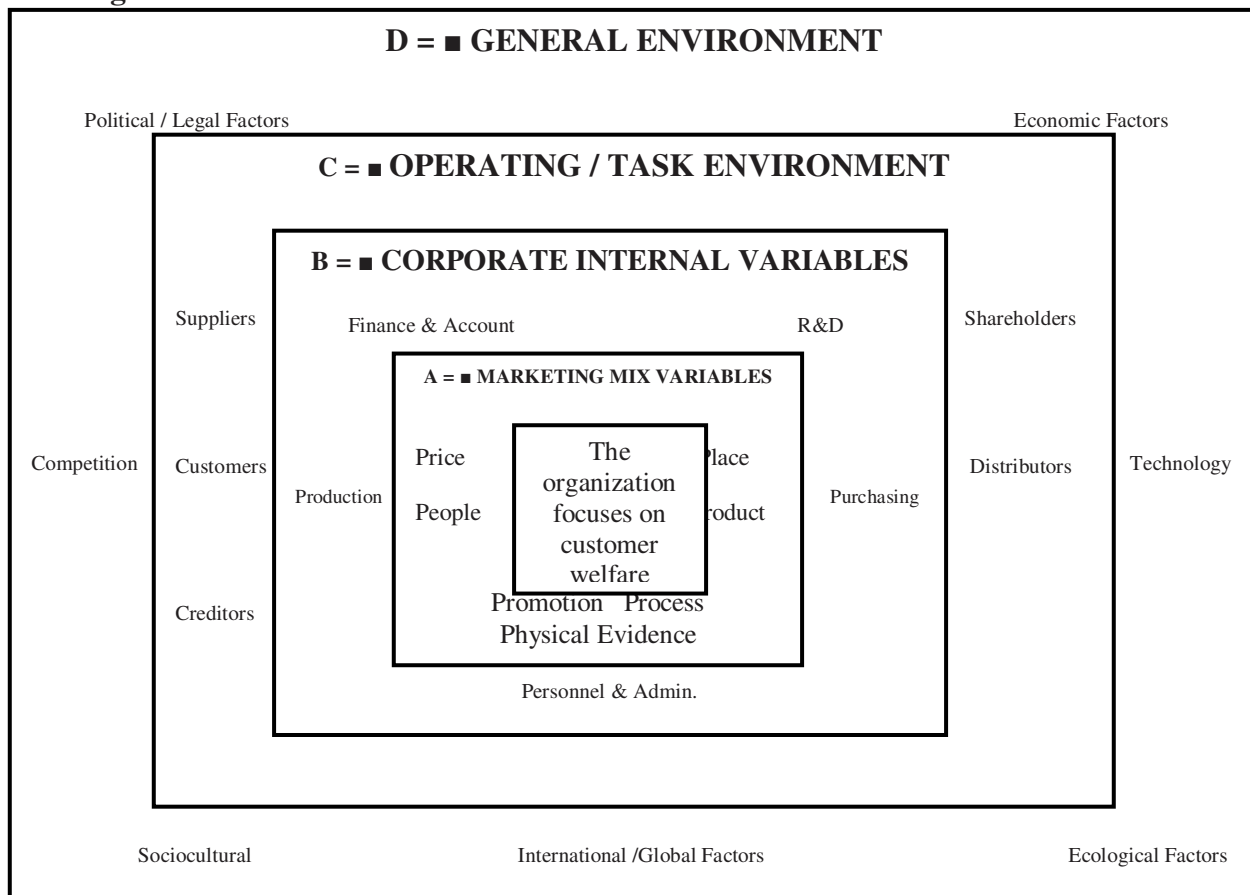 D = ■ GENERAL ENVIRONMENT
Political / Legal Factors
Economic Factors
C = ■ OPERATING / TASK ENVIRONMENT
B = ■ CORPORATE INTERNAL VARIABLES
Suppliers
Finance & Account
R&D
Shareholders
A = ■ MARKETING MIX VARIABLES
Competition
Customers
Production
Price
People
The
organization
focuses on
customer
welfare
Place
roduct
Purchasing
Distributors
Technology
Creditors
Promotion Process
Physical Evidence
Personnel & Admin.
Sociocultural
International /Global Factors
Ecological Factors